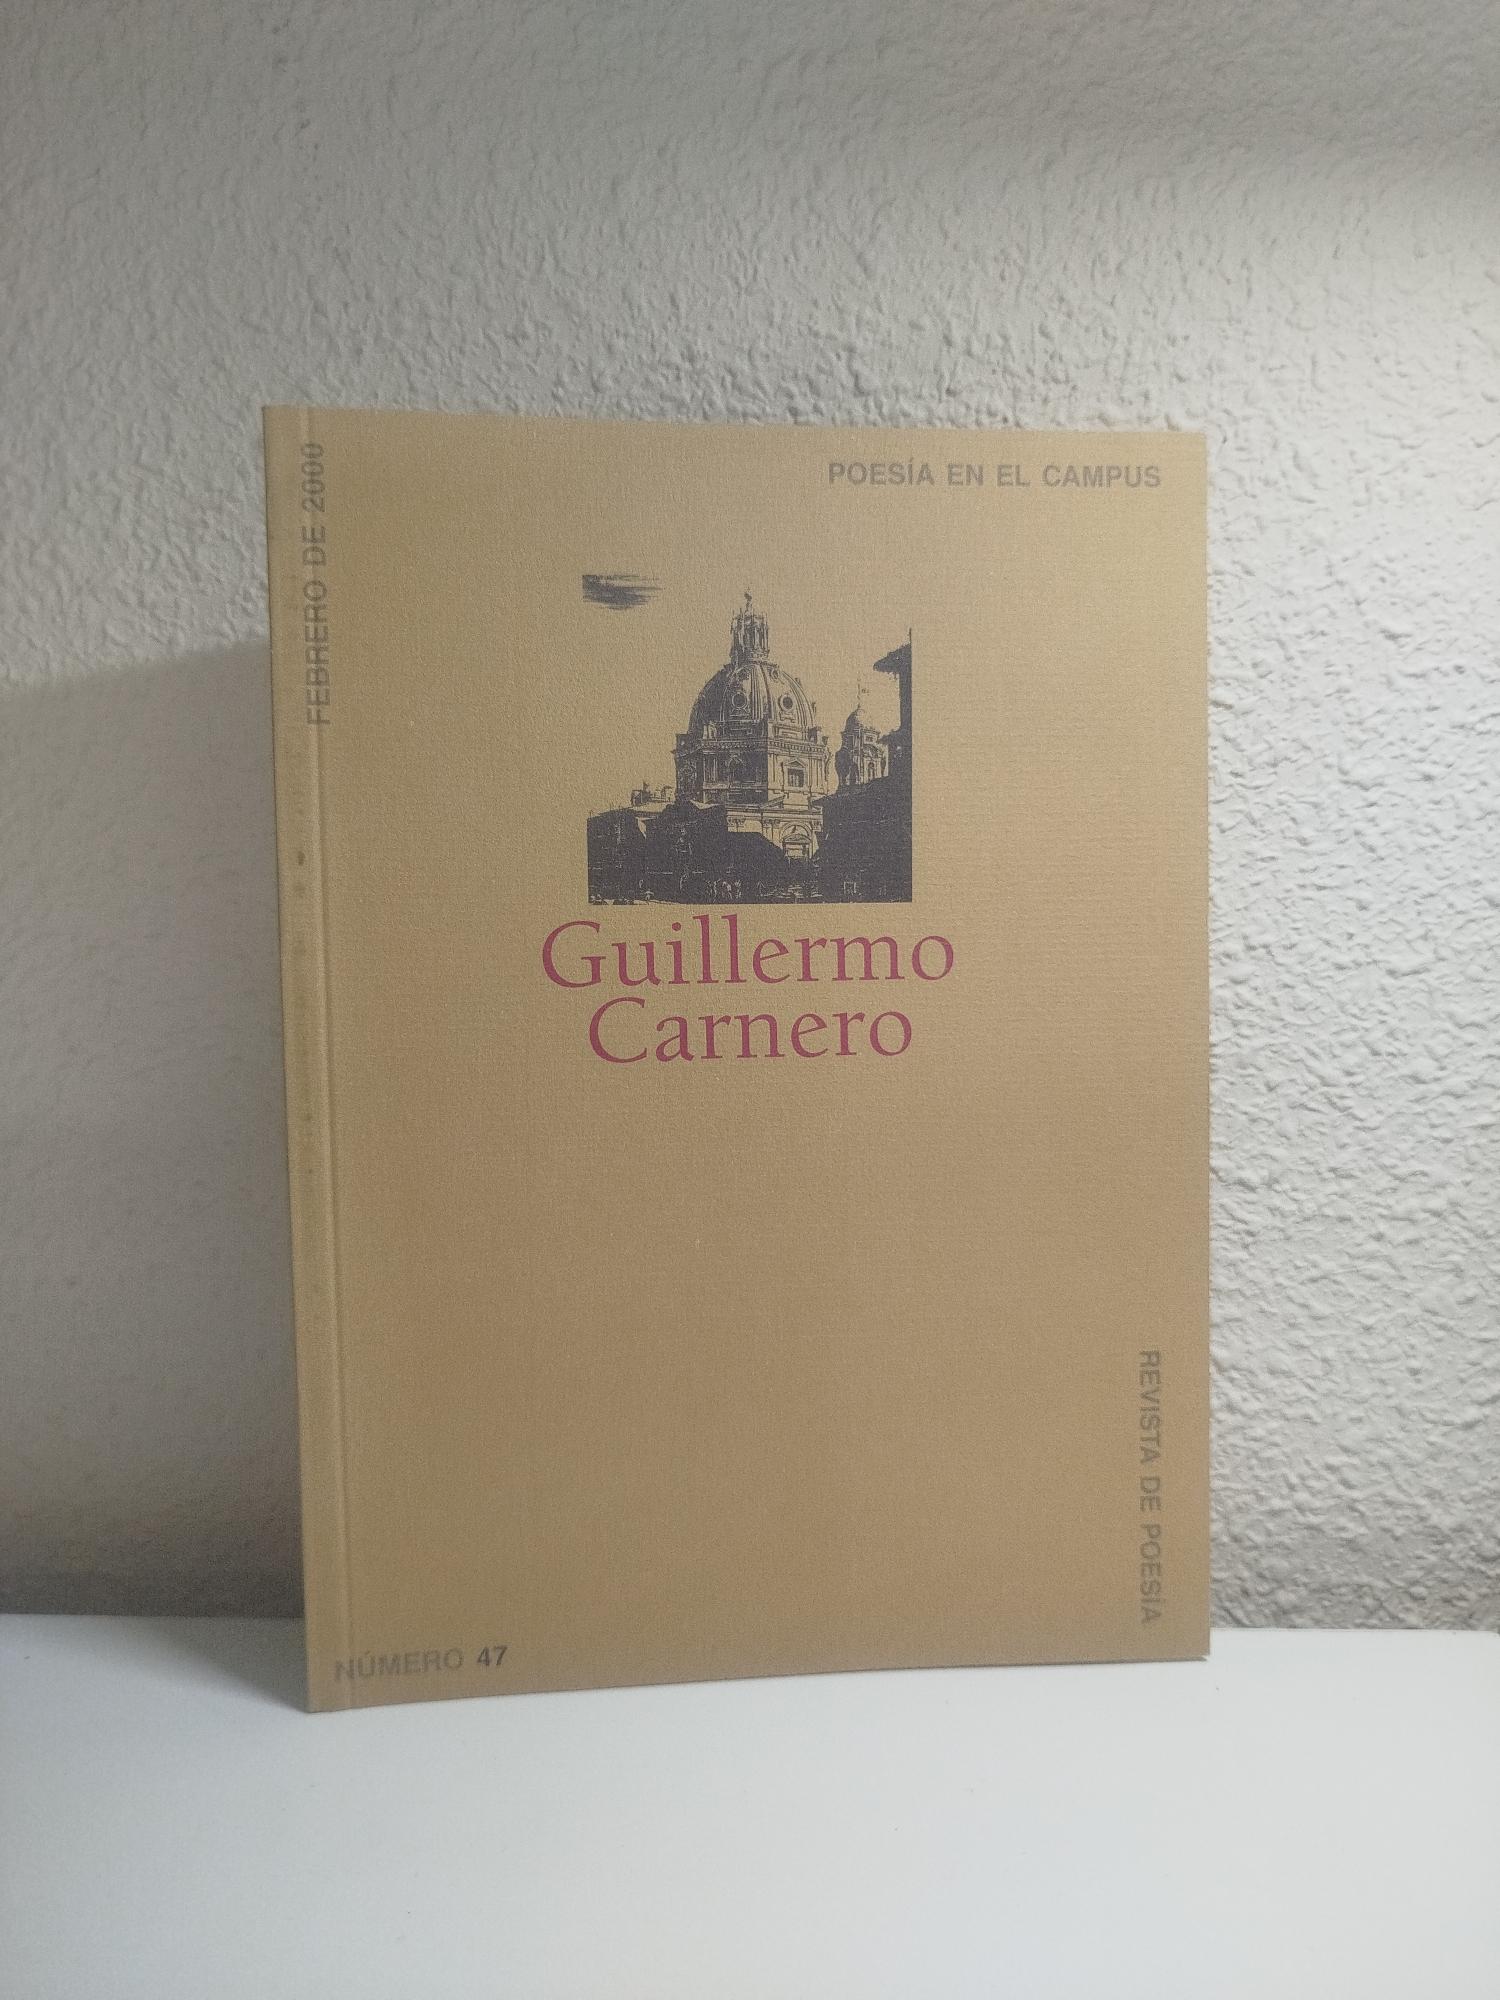 FEBRERO DE 2000
POESÍA EN EL CAMPUS
Guillermo
Carnero
REVISTA DE POESÍA
NÚMERO 47